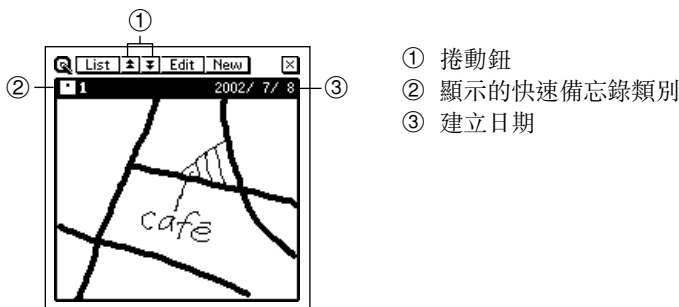 ①
List Edit New
② 1 2002/ 7/ 8 ③
cafē
① 捲動鈕
② 顯示的快速備忘錄類別
③ 建立日期